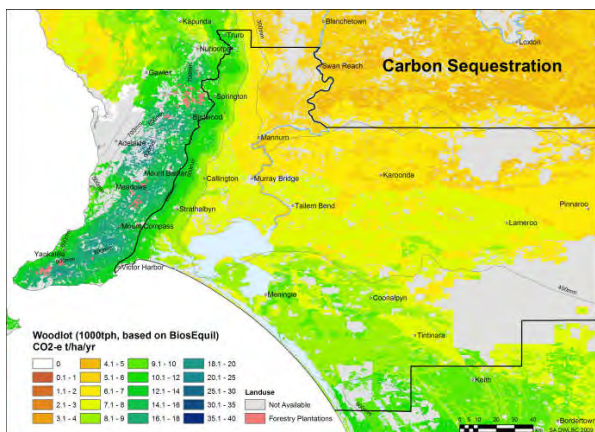 Kapunda
Blanchetown
Truro
Loxton
Nurioopta
Swan Reach
Carbon Sequestration
Gawler
Springton
Birdwood
Mannum
Adelaide
Mount Barker
Murray Bridge
Karoonda
Callington
Pinnaroo
Meadows
Tailem Bend
Strathalbyn
Lameroo
Mount Compass
Yankalilla
Victor Harbor
Meningie
Coonalpyn
450mm
Tintinara
Keith
Bordertown
Woodlot (1000tph, based on BiosEquil)
CO2-e t/ha/yr
0 4.1 - 5 9.1 - 10 18.1 - 20
0.1 - 1 5.1 - 6 10.1 - 12 20.1 - 25
1.1 - 2 6.1 - 7 12.1 - 14 25.1 - 30
2.1 - 3 7.1 - 8 14.1 - 16 30.1 - 35
3.1 - 4 8.1 - 9 16.1 - 18 35.1 - 40
Landuse
Not Available
Forestry Plantations
SA DWLBC 2009